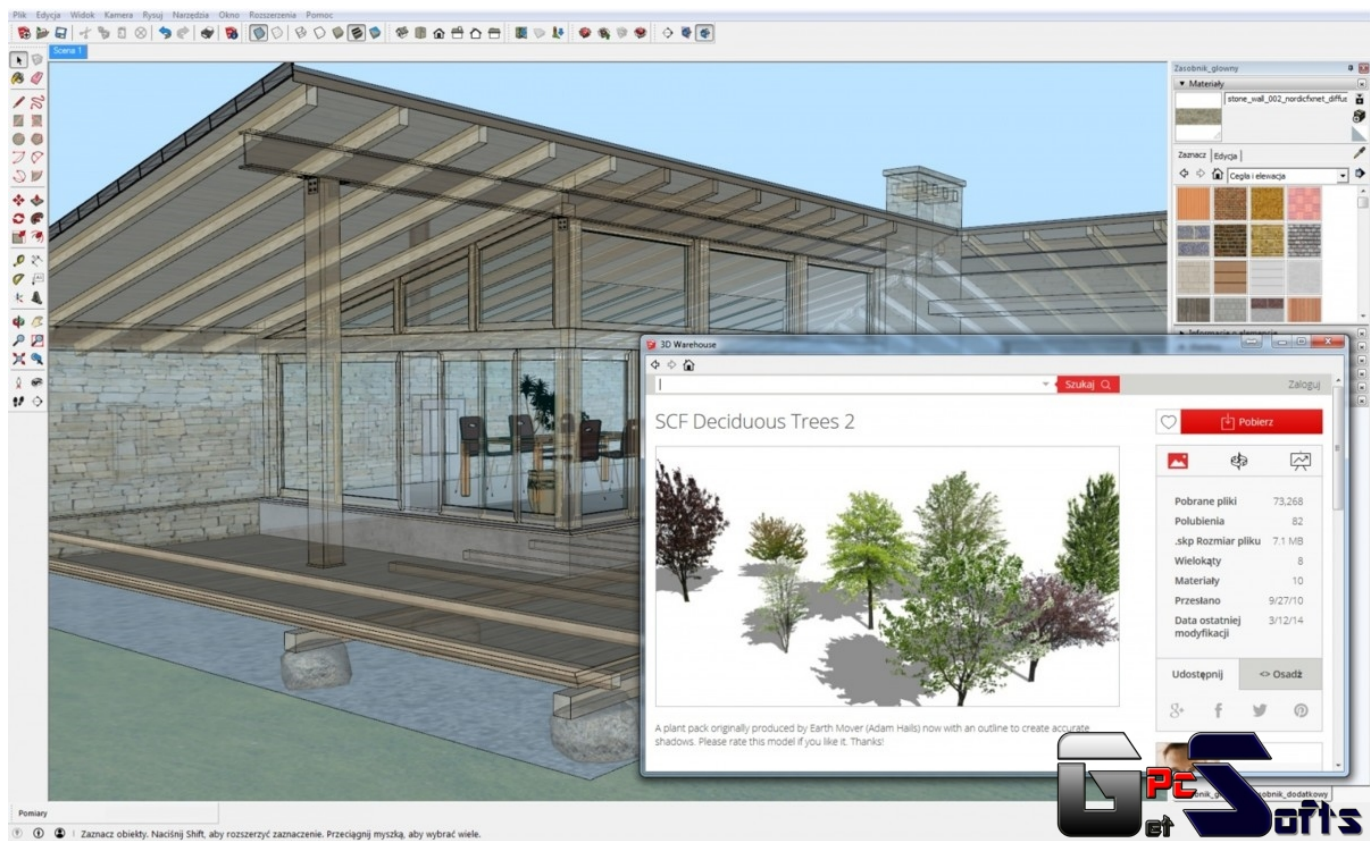 Plik Edycja Widok Kamera Rysuj Narzędzia Okno Rozszerzenia Pomoc
Scena 1
Zasobnik_glowny
Materiały
stone_wall_002_nordicfxnet_diffus
Zaznacz Edycja
Cegła i elewacja
Informacje o elemencie
3D Warehouse
Szukaj
Zaloguj
SCF Deciduous Trees 2
Pobierz
Pobrane pliki 73,268
Polubienia 82
.skp Rozmiar pliku 7.1 MB
Wielokąty 8
Materiały 10
Przesłano 9/27/10
Data ostatniej modyfikacji 3/12/14
Udostępnij <> Osadź
A plant pack originally produced by Earth Mover (Adam Hails) now with an outline to create accurate
shadows. Please rate this model if you like it. Thanks!
Get Pc Softs
Pomiary
Zaznacz obiekty. Naciśnij Shift, aby rozszerzyć zaznaczenie. Przeciągnij myszką, aby wybrać wiele.